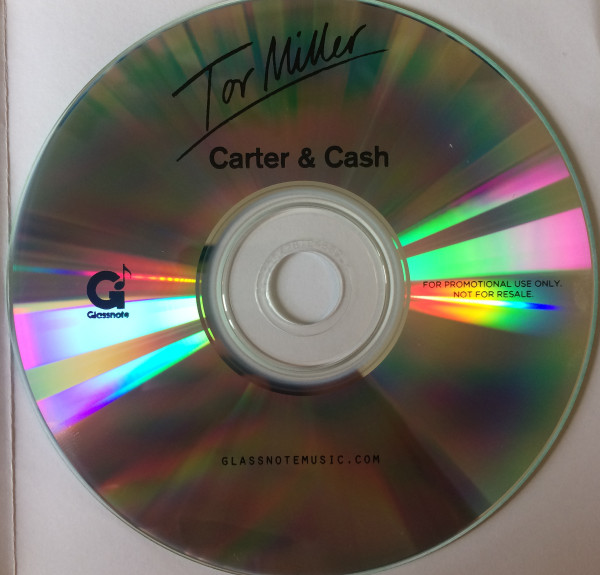 Tor Miller
Carter & Cash
FOR PROMOTIONAL USE ONLY.
NOT FOR RESALE.
Glassnote
GLASSNOTEMUSIC.COM